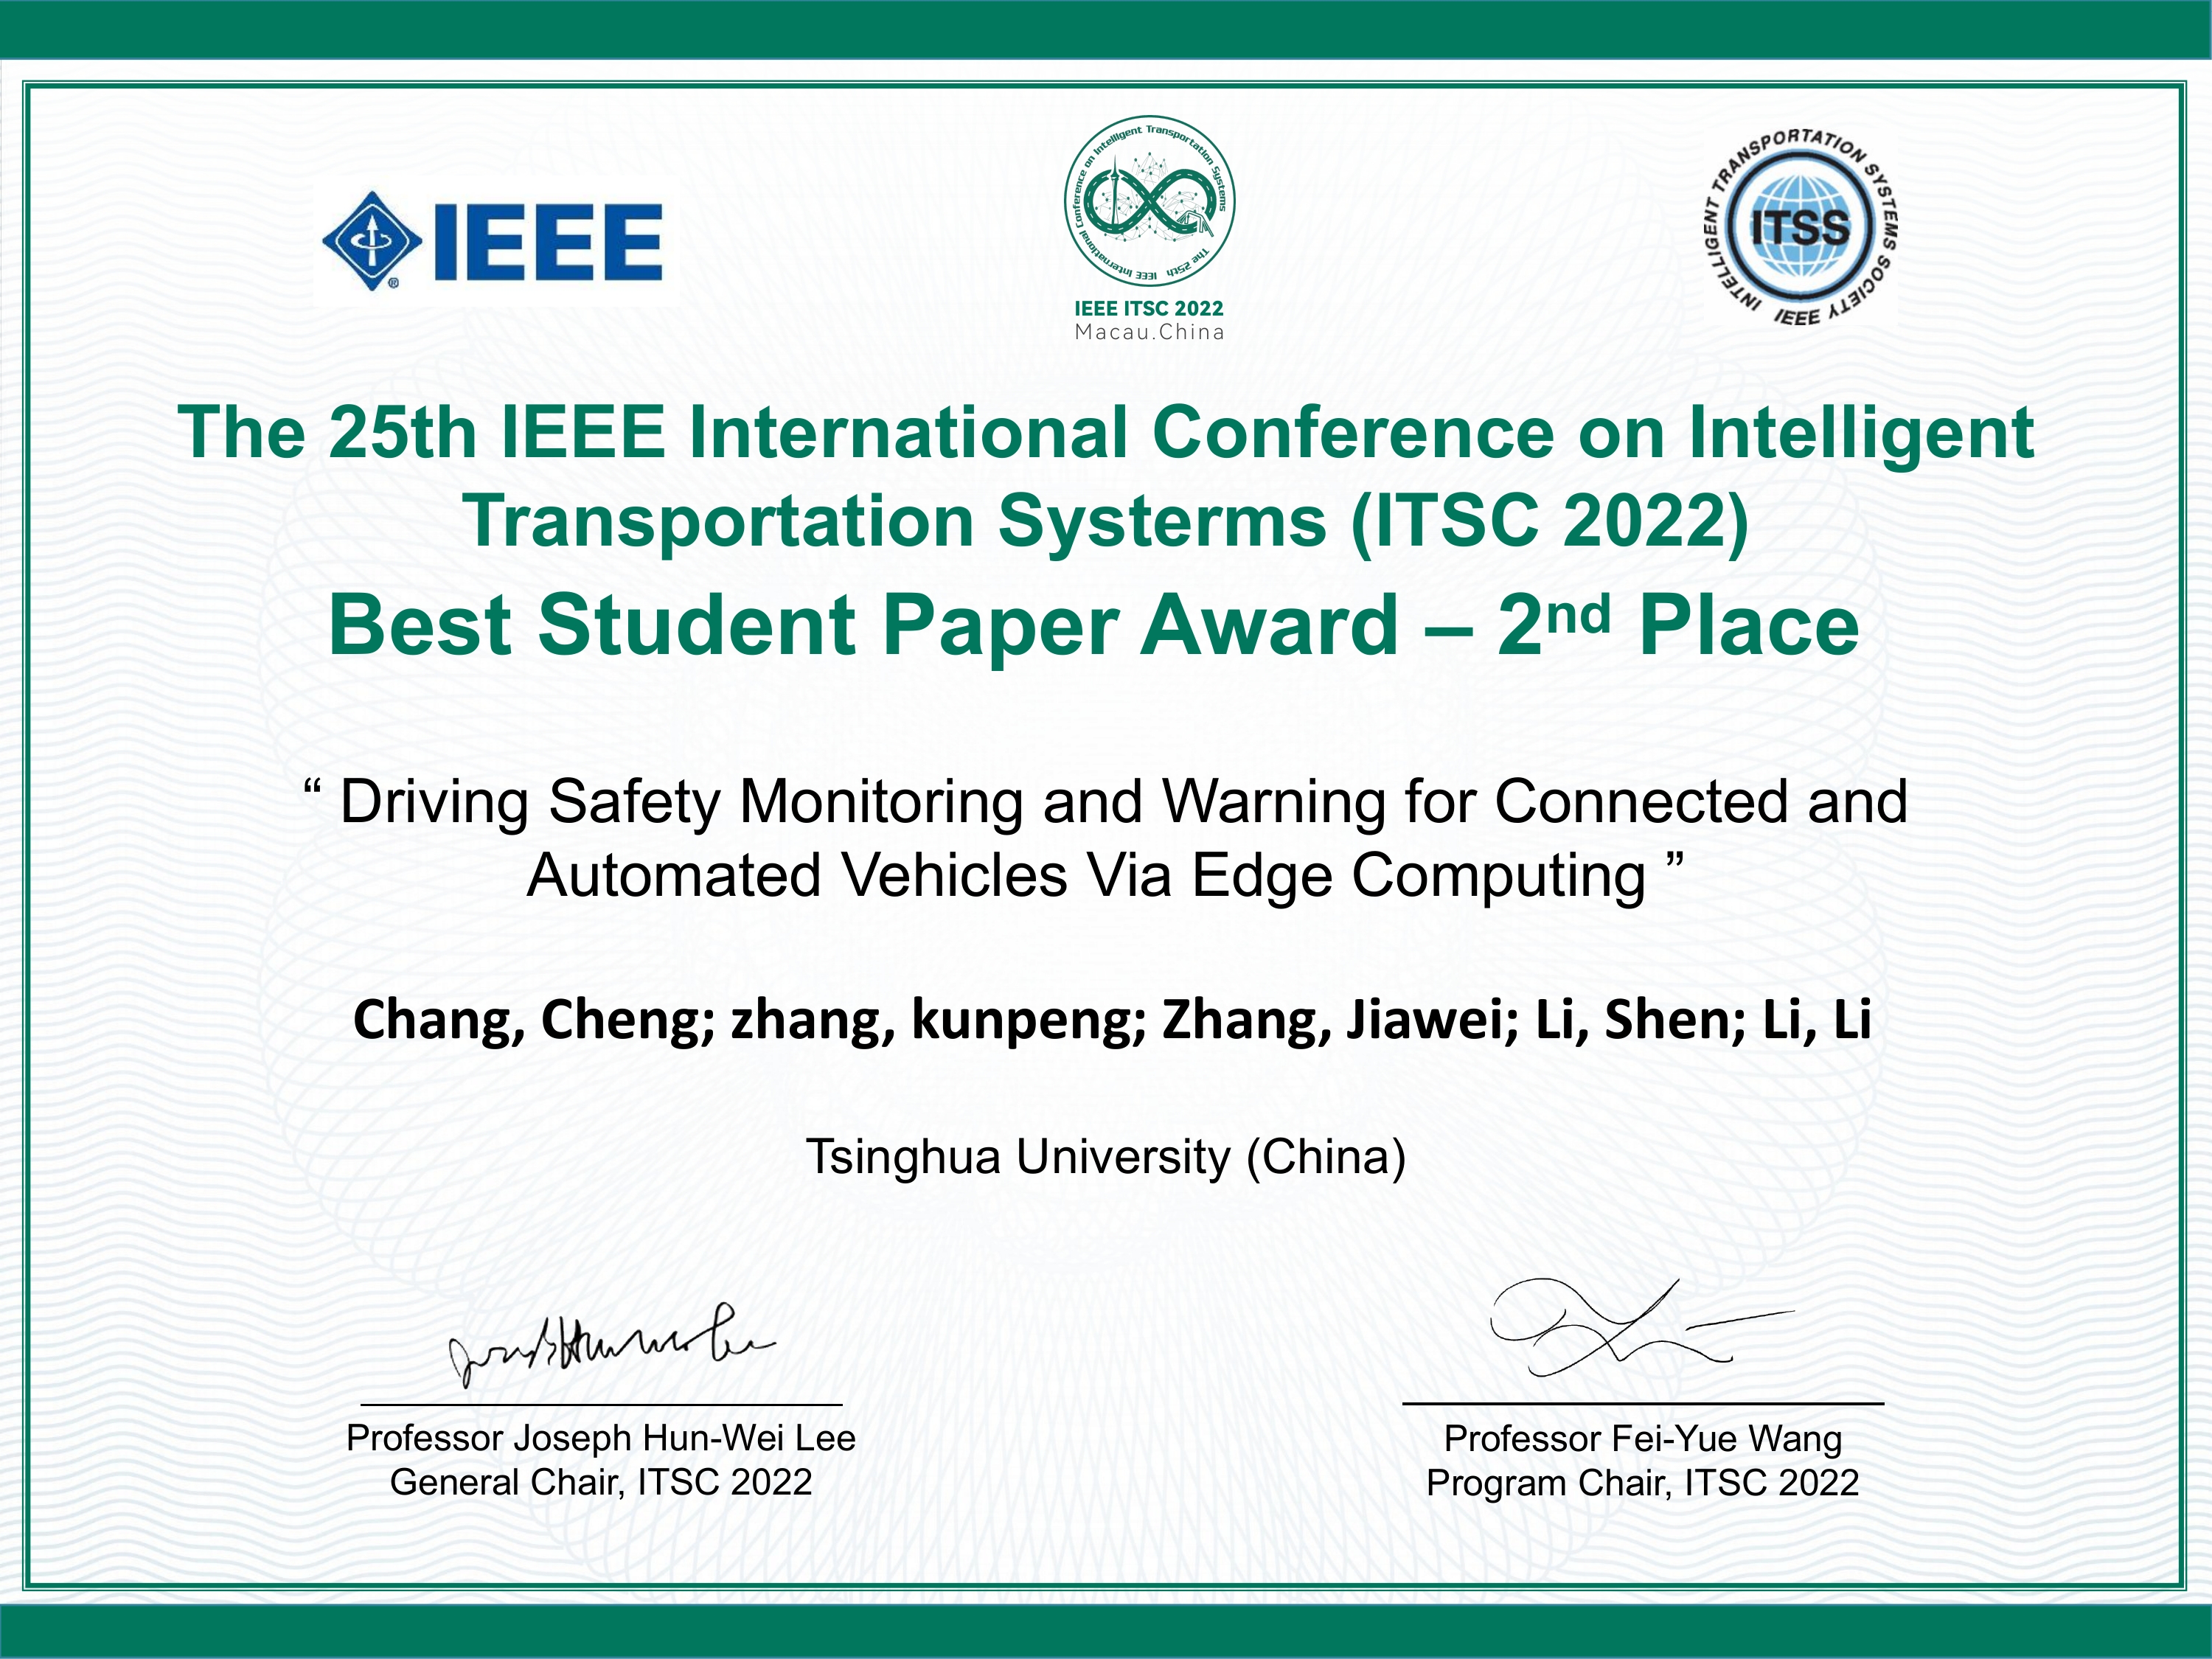 IEEE
The 25th IEEE International Conference on Intelligent Transportation Systems
IEEE ITSC 2022
Macau.China
INTELLIGENT TRANSPORTATION SYSTEMS SOCIETY
IEEE
ITSS
The 25th IEEE International Conference on Intelligent
Transportation Systerms (ITSC 2022)
Best Student Paper Award – 2nd Place
“ Driving Safety Monitoring and Warning for Connected and
Automated Vehicles Via Edge Computing ”
Chang, Cheng; zhang, kunpeng; Zhang, Jiawei; Li, Shen; Li, Li
Tsinghua University (China)
Professor Joseph Hun-Wei Lee
General Chair, ITSC 2022
Professor Fei-Yue Wang
Program Chair, ITSC 2022